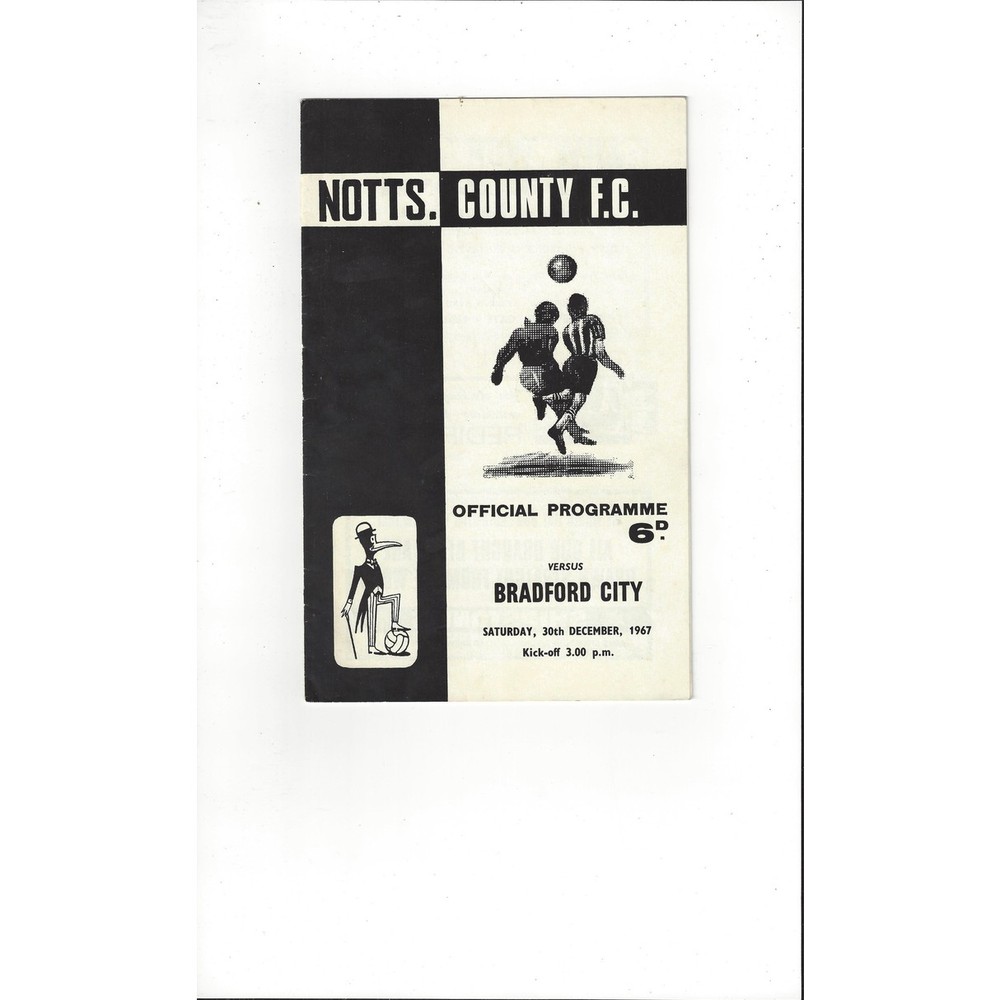 NOTTS. COUNTY F.C.
OFFICIAL PROGRAMME
6D.
VERSUS
BRADFORD CITY
SATURDAY, 30th DECEMBER, 1967
Kick-off 3.00 p.m.